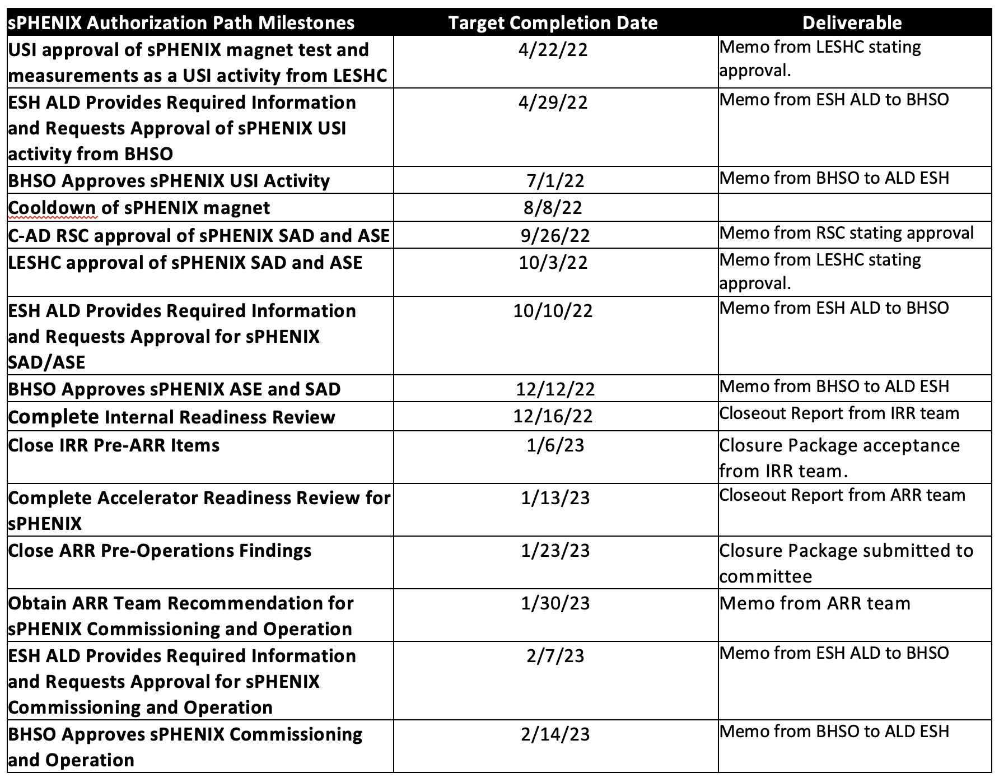 sPHENIX Authorization Path Milestones Target Completion Date Deliverable
USI approval of sPHENIX magnet test and
measurements as a USI activity from LESHC
4/22/22
Memo from LESHC stating
approval.
ESH ALD Provides Required Information
and Requests Approval of sPHENIX USI
activity from BHSO
4/29/22
Memo from ESH ALD to BHSO
BHSO Approves sPHENIX USI Activity
7/1/22
Memo from BHSO to ALD ESH
Cooldown of sPHENIX magnet
8/8/22
C-AD RSC approval of sPHENIX SAD and ASE
9/26/22
Memo from RSC stating approval
LESHC approval of sPHENIX SAD and ASE
10/3/22
Memo from LESHC stating
approval.
ESH ALD Provides Required Information
and Requests Approval for sPHENIX
SAD/ASE
10/10/22
Memo from ESH ALD to BHSO
BHSO Approves sPHENIX ASE and SAD
12/12/22
Memo from BHSO to ALD ESH
Complete Internal Readiness Review
12/16/22
Closeout Report from IRR team
Close IRR Pre-ARR Items
1/6/23
Closure Package acceptance
from IRR team.
Complete Accelerator Readiness Review for
sPHENIX
1/13/23
Closeout Report from ARR team
Close ARR Pre-Operations Findings
1/23/23
Closure Package submitted to
committee
Obtain ARR Team Recommendation for
sPHENIX Commissioning and Operation
1/30/23
Memo from ARR team
ESH ALD Provides Required Information
and Requests Approval for sPHENIX
Commissioning and Operation
2/7/23
Memo from ESH ALD to BHSO
BHSO Approves sPHENIX Commissioning
and Operation
2/14/23
Memo from BHSO to ALD ESH